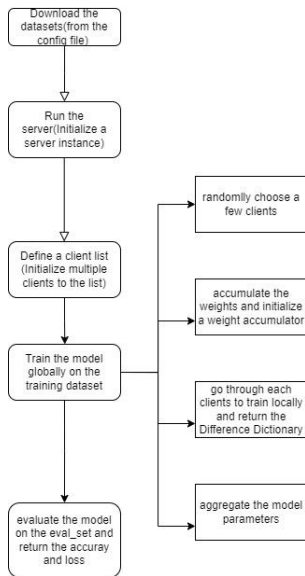 Download the
datasets(from the
config file)
Run the
server(Initialize a
server instance)
Define a client list
(Initialize multiple
clients to the list)
Train the model
globally on the
training dataset
evaluate the model
on the eval_set and
return the accuray
and loss
randomlly choose a
few clients
accumulate the
weights and initialize
a weight accumulator
go through each
clients to train locally
and return the
Difference Dictionary
aggregate the model
parameters